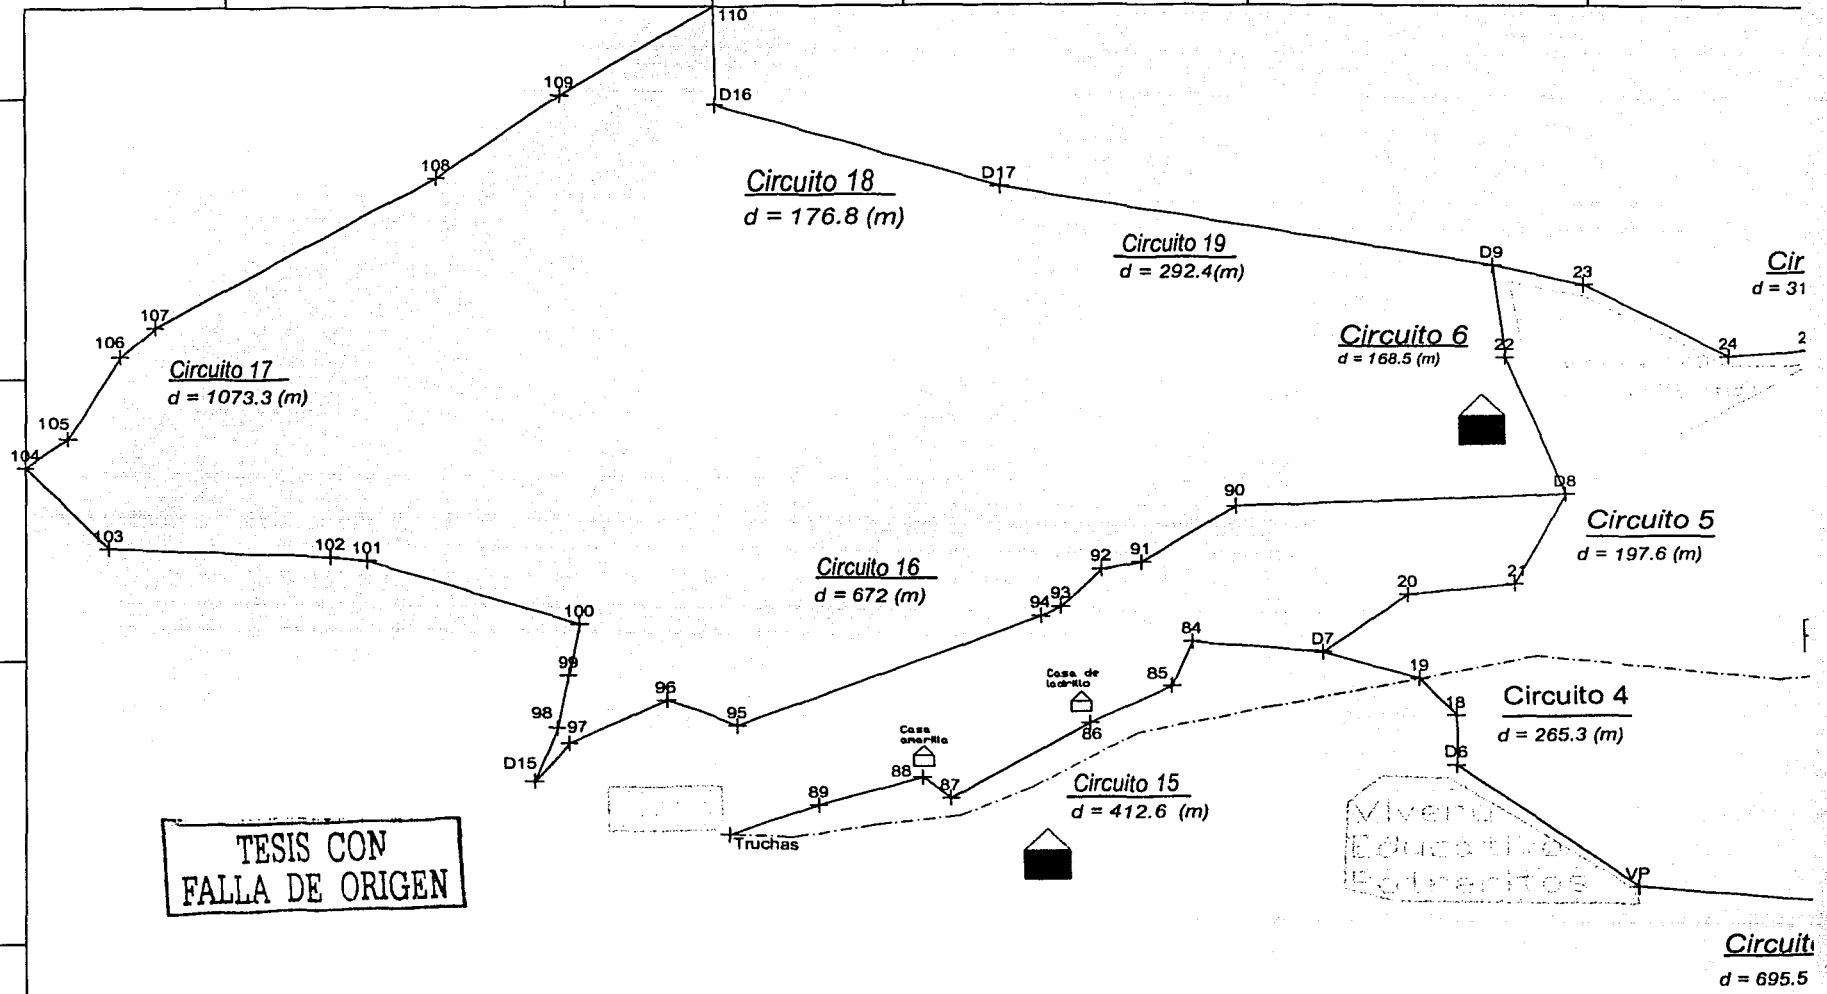 110
109
D16
108
Circuito 18
d = 176.8 (m)
D17
Circuito 19
d = 292.4(m)
D9
23
Cir
d = 31
107
106
Circuito 17
d = 1073.3 (m)
Circuito 6
d = 168.5 (m)
22
24
2
105
104
90
D8
Circuito 5
d = 197.6 (m)
103
102
101
Circuito 16
d = 672 (m)
92
91
94
93
20
21
100
84
D7
99
96
Casa de
ladrillo
85
19
18
Circuito 4
d = 265.3 (m)
98
97
95
Casa
amarilla
86
D15
88
87
D6
Circuito 15
d = 412.6 (m)
89
Truchas
Vivero
Educativo
TESIS CON
FALLA DE ORIGEN
VP
Circuit
d = 695.5